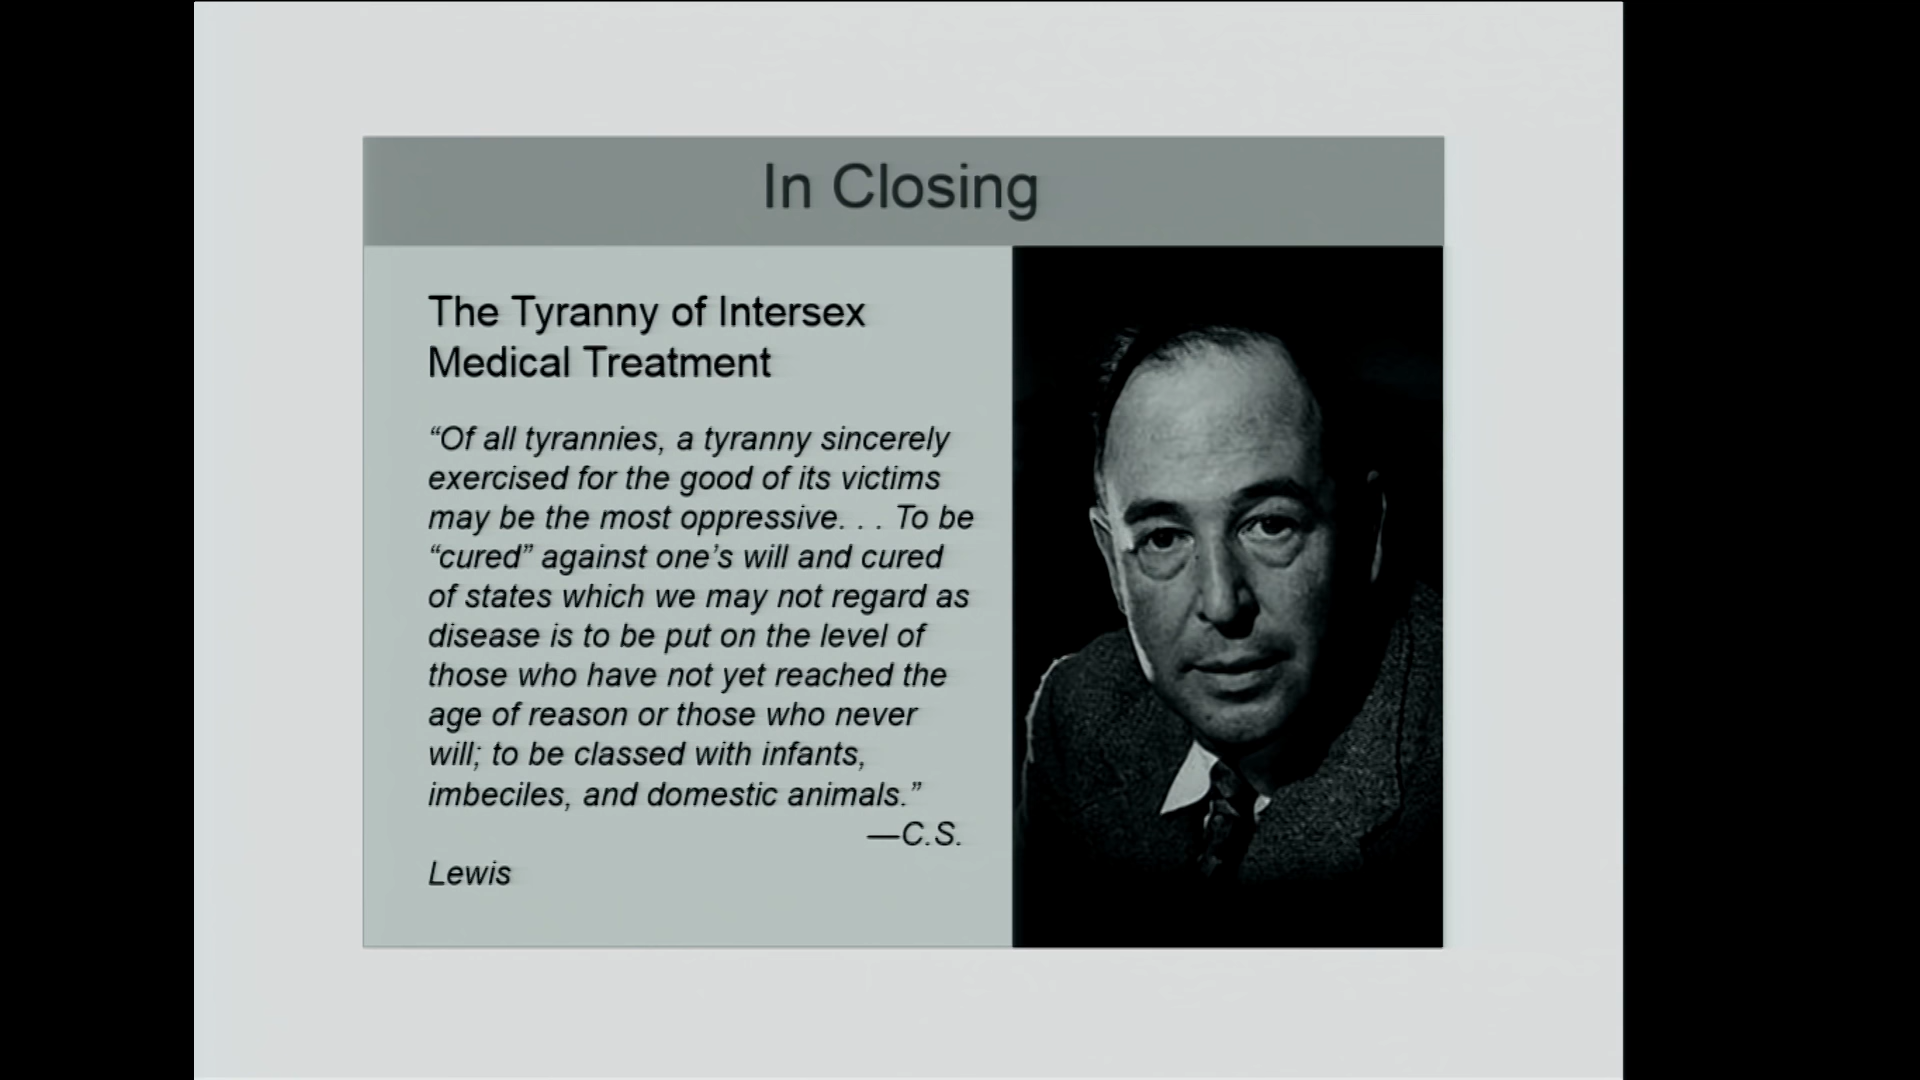 In Closing
The Tyranny of Intersex
Medical Treatment
“Of all tyrannies, a tyranny sincerely
exercised for the good of its victims
may be the most oppressive. . . To be
“cured” against one’s will and cured
of states which we may not regard as
disease is to be put on the level of
those who have not yet reached the
age of reason or those who never
will; to be classed with infants,
imbeciles, and domestic animals.”
—C.S.
Lewis